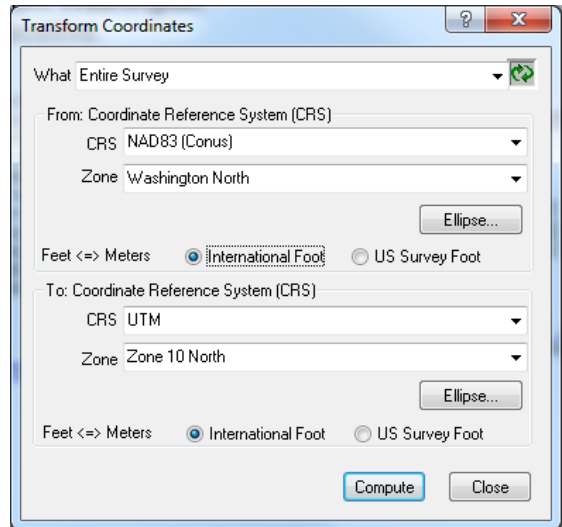 Transform Coordinates
What Entire Survey
From: Coordinate Reference System (CRS)
CRS NAD83 (Conus)
Zone Washington North
Ellipse...
Feet <=> Meters International Foot US Survey Foot
To: Coordinate Reference System (CRS)
CRS UTM
Zone Zone 10 North
Ellipse...
Feet <=> Meters International Foot US Survey Foot
Compute Close